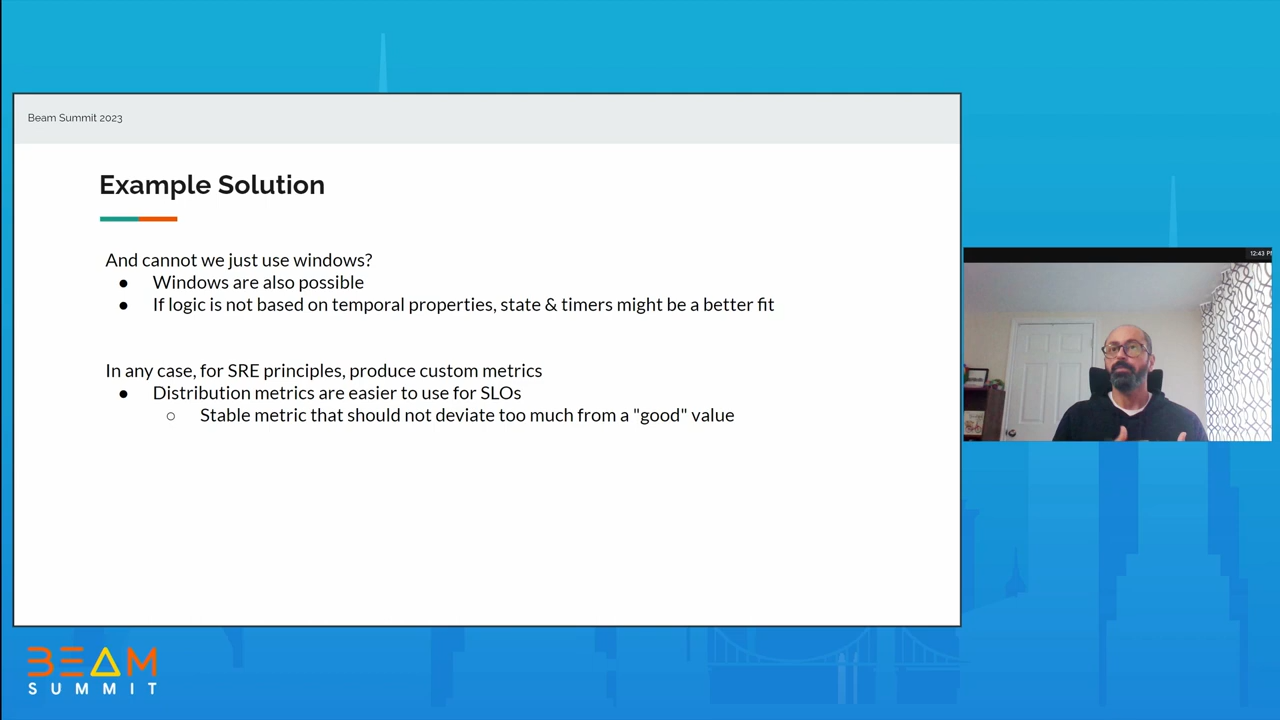 Beam Summit 2023
Example Solution
And cannot we just use windows?
● Windows are also possible
● If logic is not based on temporal properties, state & timers might be a better fit
In any case, for SRE principles, produce custom metrics
● Distribution metrics are easier to use for SLOs
○ Stable metric that should not deviate too much from a "good" value
12:43
BEAM
SUMMIT